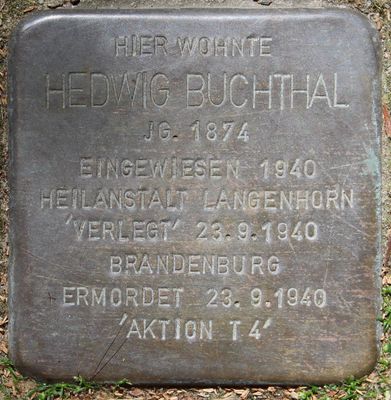 HIER WOHNTE
HEDWIG BUCHTHAL
JG. 1874
EINGEWIESEN 1940
HEILANSTALT LANGENHORN
'VERLEGT' 23.9.1940
BRANDENBURG
ERMORDET 23.9.1940
'AKTION T4'